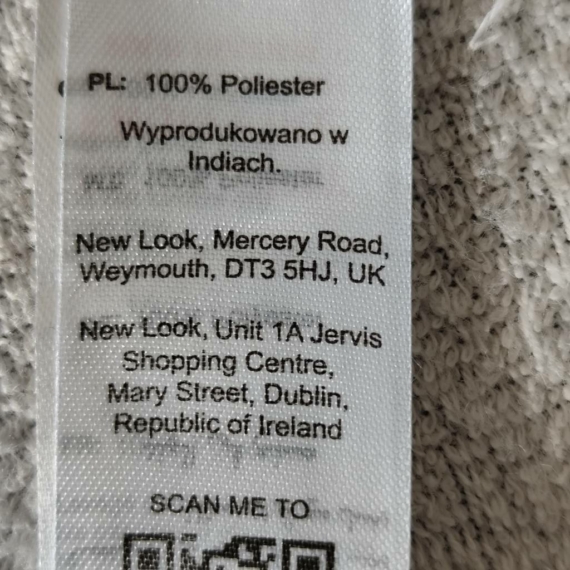 PL: 100% Poliester
Wyprodukowano w
Indiach.
New Look, Mercery Road,
Weymouth, DT3 5HJ, UK
New Look, Unit 1A Jervis
Shopping Centre,
Mary Street, Dublin,
Republic of Ireland
SCAN ME TO